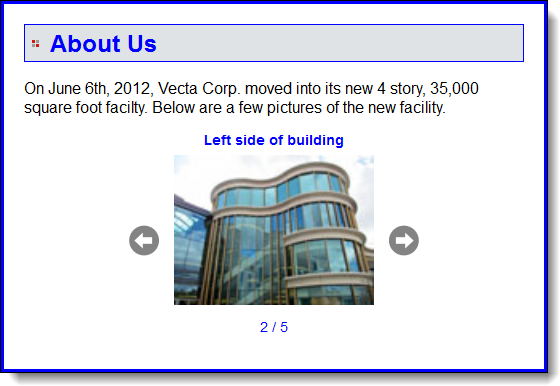 About Us
On June 6th, 2012, Vecta Corp. moved into its new 4 story, 35,000
square foot facilty. Below are a few pictures of the new facility.
Left side of building
2 / 5